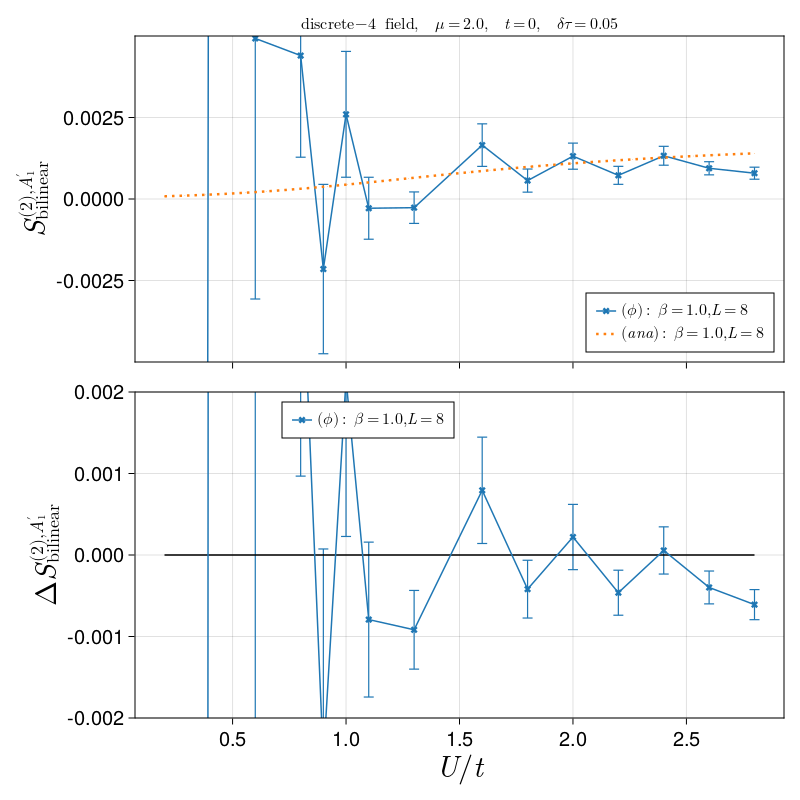 discrete−4 field, μ = 2.0, t = 0, δτ = 0.05
S^{(2),A′₁}_{bilinear}
0.0025
0.0000
-0.0025
(ϕ) : β = 1.0,L = 8
(ana) : β = 1.0,L = 8
ΔS^{(2),A′₁}_{bilinear}
0.002
0.001
0.000
-0.001
-0.002
(ϕ) : β = 1.0,L = 8
0.5 1.0 1.5 2.0 2.5
U/t